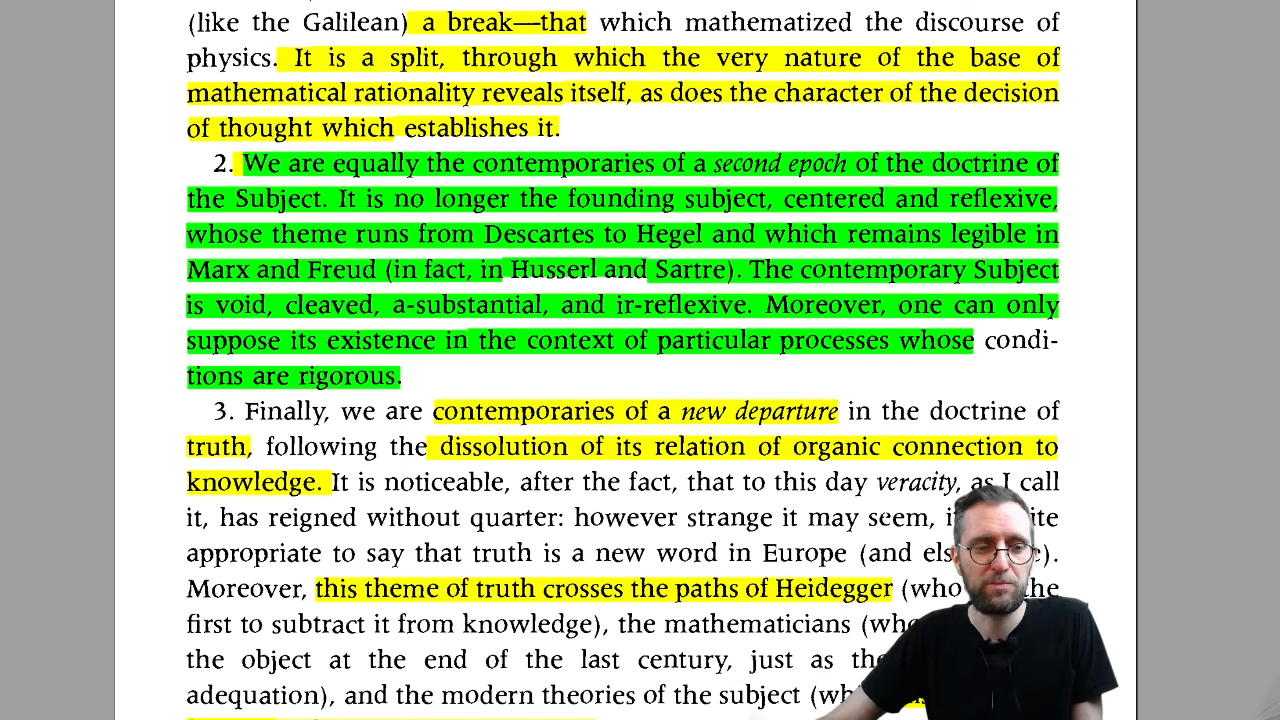 (like the Galilean) a break—that which mathematized the discourse of
physics. It is a split, through which the very nature of the base of
mathematical rationality reveals itself, as does the character of the decision
of thought which establishes it.
2. We are equally the contemporaries of a second epoch of the doctrine of
the Subject. It is no longer the founding subject, centered and reflexive,
whose theme runs from Descartes to Hegel and which remains legible in
Marx and Freud (in fact, in Husserl and Sartre). The contemporary Subject
is void, cleaved, a-substantial, and ir-reflexive. Moreover, one can only
suppose its existence in the context of particular processes whose condi-
tions are rigorous.
3. Finally, we are contemporaries of a new departure in the doctrine of
truth, following the dissolution of its relation of organic connection to
knowledge. It is noticeable, after the fact, that to this day veracity, as I call
it, has reigned without quarter: however strange it may seem,
appropriate to say that truth is a new word in Europe (and
Moreover, this theme of truth crosses the paths of Heidegger (who
first to subtract it from knowledge), the mathematicians
the object at the end of the last century, just as
adequation), and the modern theories of the subject